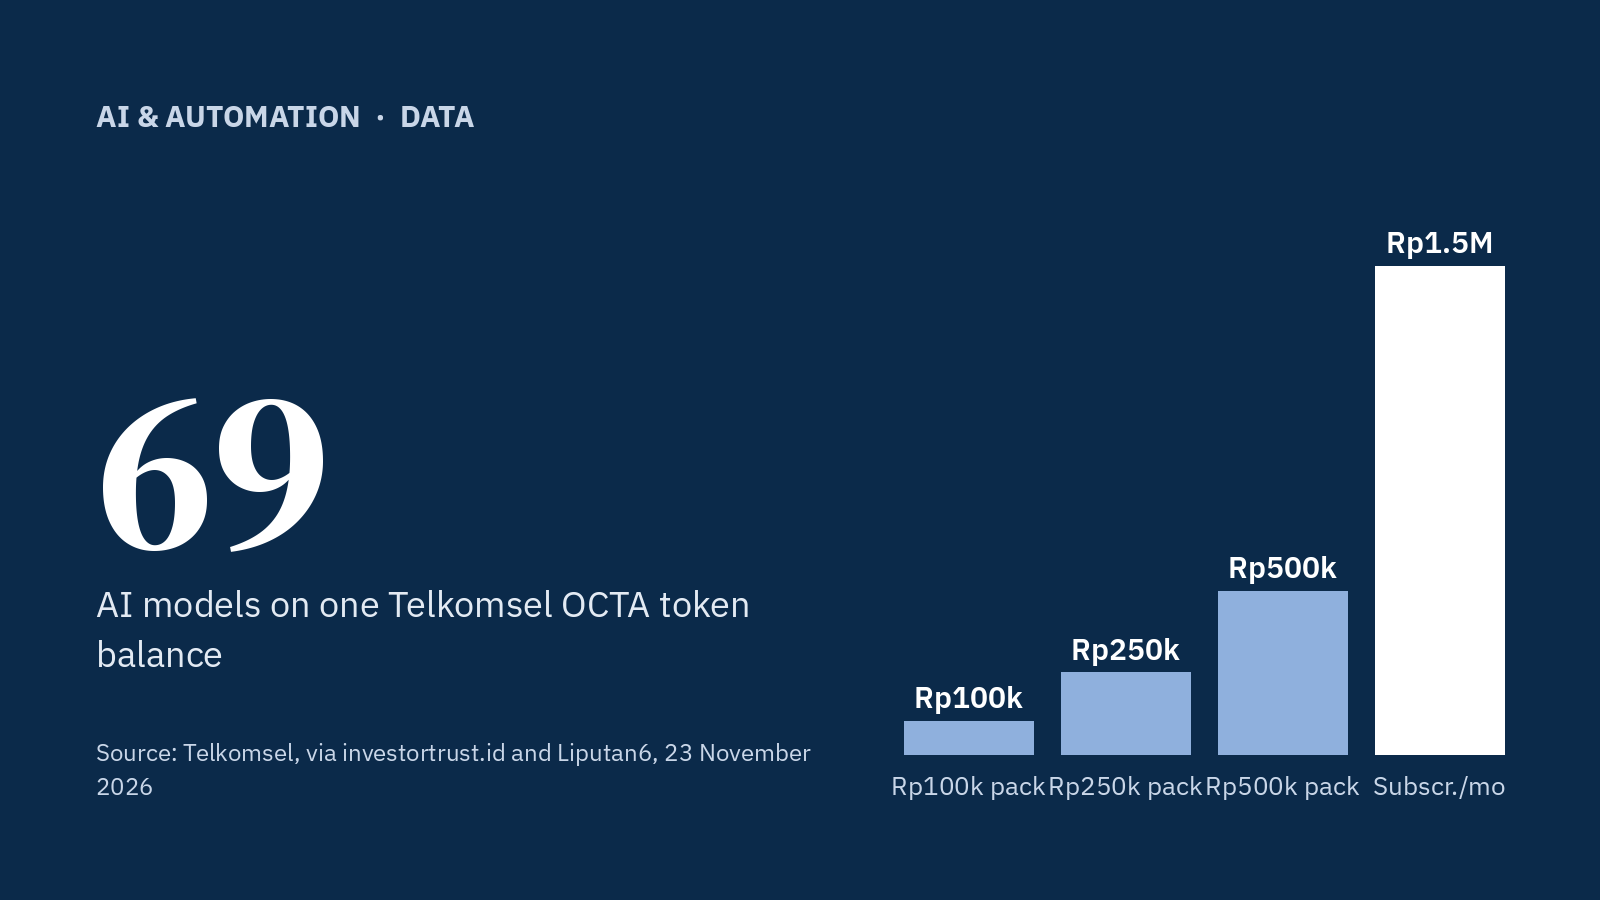 AI & AUTOMATION · DATA
69
AI models on one Telkomsel OCTA token
balance
Source: Telkomsel, via investortrust.id and Liputan6, 23 November
2026
Rp100k
Rp250k
Rp500k
Rp1.5M
Rp100k pack Rp250k pack Rp500k pack Subscr./mo